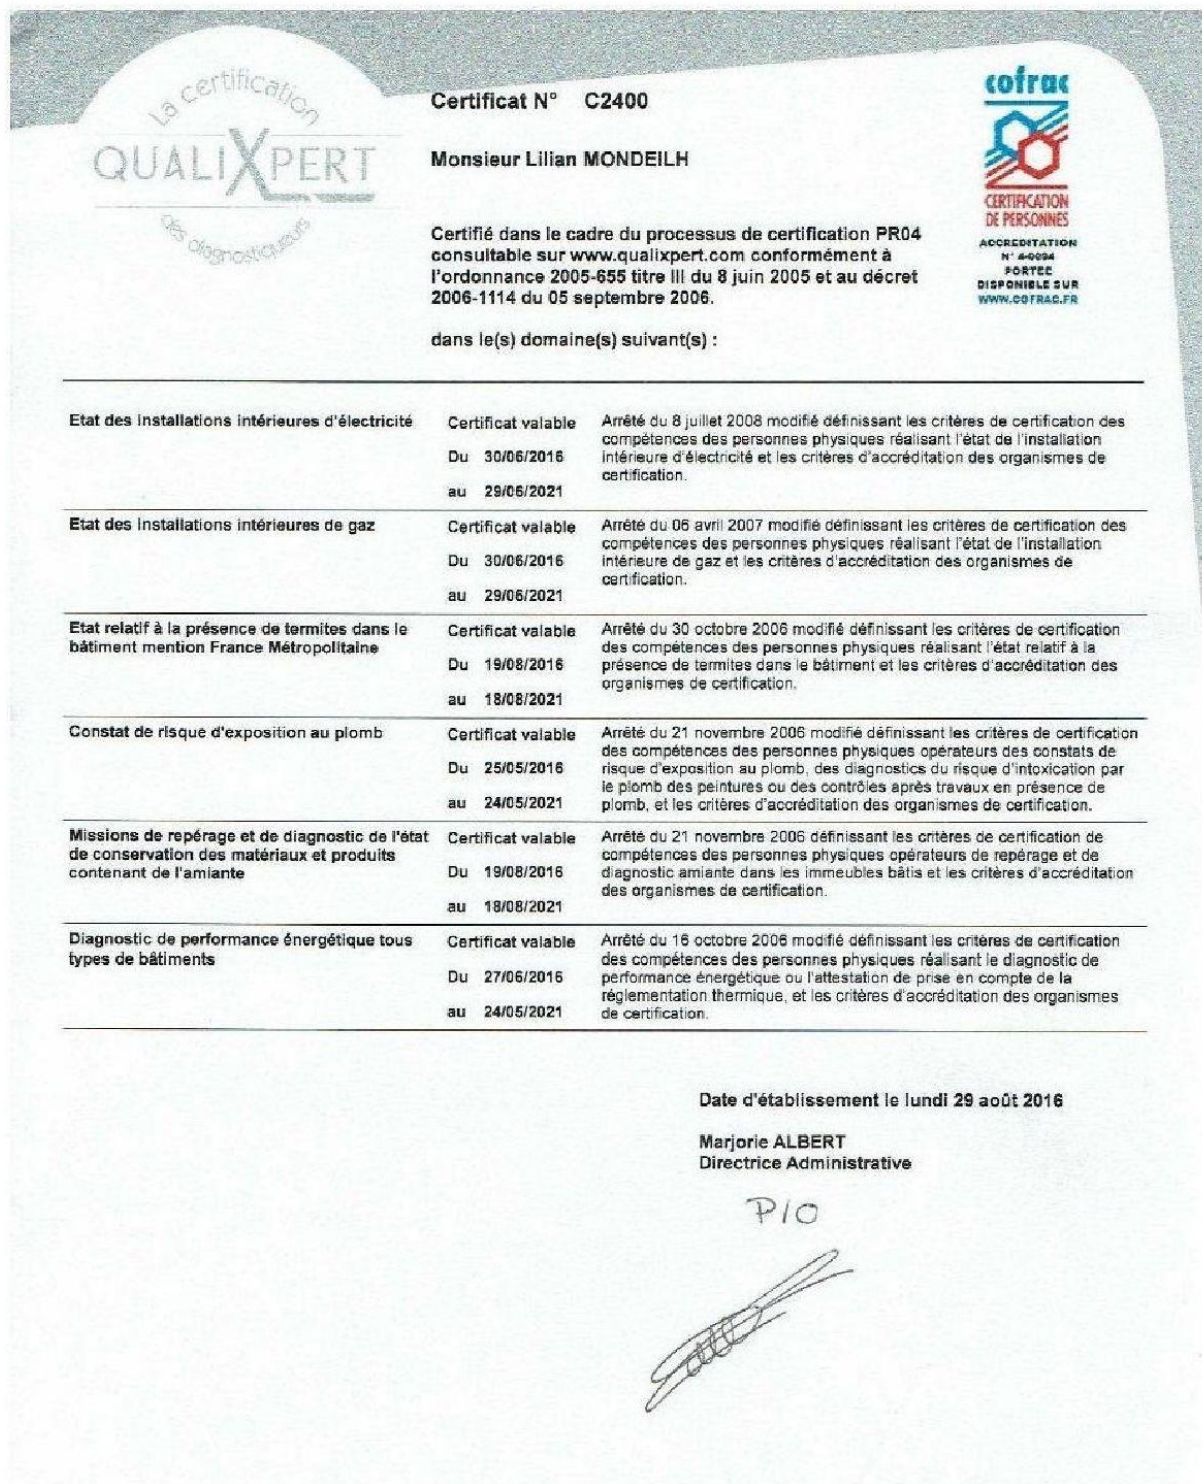 La certification
QUALIXPERT
des diagnostiqueurs
Certificat N° C2400
Monsieur Lilian MONDEILH
Certifié dans le cadre du processus de certification PR04
consultable sur www.qualixpert.com conformément à
l'ordonnance 2005-655 titre III du 8 juin 2005 et au décret
2006-1114 du 05 septembre 2006.
dans le(s) domaine(s) suivant(s) :
cofrac
CERTIFICATION
DE PERSONNES
ACCREDITATION
N° 4-0094
PORTEE
DISPONIBLE SUR
WWW.COFRAC.FR
Etat des installations intérieures d'électricité
Certificat valable
Du 30/06/2016
au 29/06/2021
Arrêté du 8 juillet 2008 modifié définissant les critères de certification des
compétences des personnes physiques réalisant l'état de l'installation
intérieure d'électricité et les critères d'accréditation des organismes de
certification.
Etat des installations intérieures de gaz
Certificat valable
Du 30/06/2016
au 29/06/2021
Arrêté du 06 avril 2007 modifié définissant les critères de certification des
compétences des personnes physiques réalisant l'état de l'installation
intérieure de gaz et les critères d'accréditation des organismes de
certification.
Etat relatif à la présence de termites dans le
bâtiment mention France Métropolitaine
Certificat valable
Du 19/08/2016
au 18/08/2021
Arrêté du 30 octobre 2006 modifié définissant les critères de certification
des compétences des personnes physiques réalisant l'état relatif à la
présence de termites dans le bâtiment et les critères d'accréditation des
organismes de certification.
Constat de risque d'exposition au plomb
Certificat valable
Du 25/05/2016
au 24/05/2021
Arrêté du 21 novembre 2006 modifié définissant les critères de certification
des compétences des personnes physiques opérateurs des constats de
risque d'exposition au plomb, des diagnostics du risque d'intoxication par
le plomb des peintures ou des contrôles après travaux en présence de
plomb, et les critères d'accréditation des organismes de certification.
Missions de repérage et de diagnostic de l'état
de conservation des matériaux et produits
contenant de l'amiante
Certificat valable
Du 19/08/2016
au 18/08/2021
Arrêté du 21 novembre 2006 définissant les critères de certification de
compétences des personnes physiques opérateurs de repérage et de
diagnostic amiante dans les immeubles bâtis et les critères d'accréditation
des organismes de certification.
Diagnostic de performance énergétique tous
types de bâtiments
Certificat valable
Du 27/06/2016
au 24/05/2021
Arrêté du 16 octobre 2006 modifié définissant les critères de certification
des compétences des personnes physiques réalisant le diagnostic de
performance énergétique ou l'attestation de prise en compte de la
réglementation thermique, et les critères d'accréditation des organismes
de certification.
Date d'établissement le lundi 29 août 2016
Marjorie ALBERT
Directrice Administrative
P/O